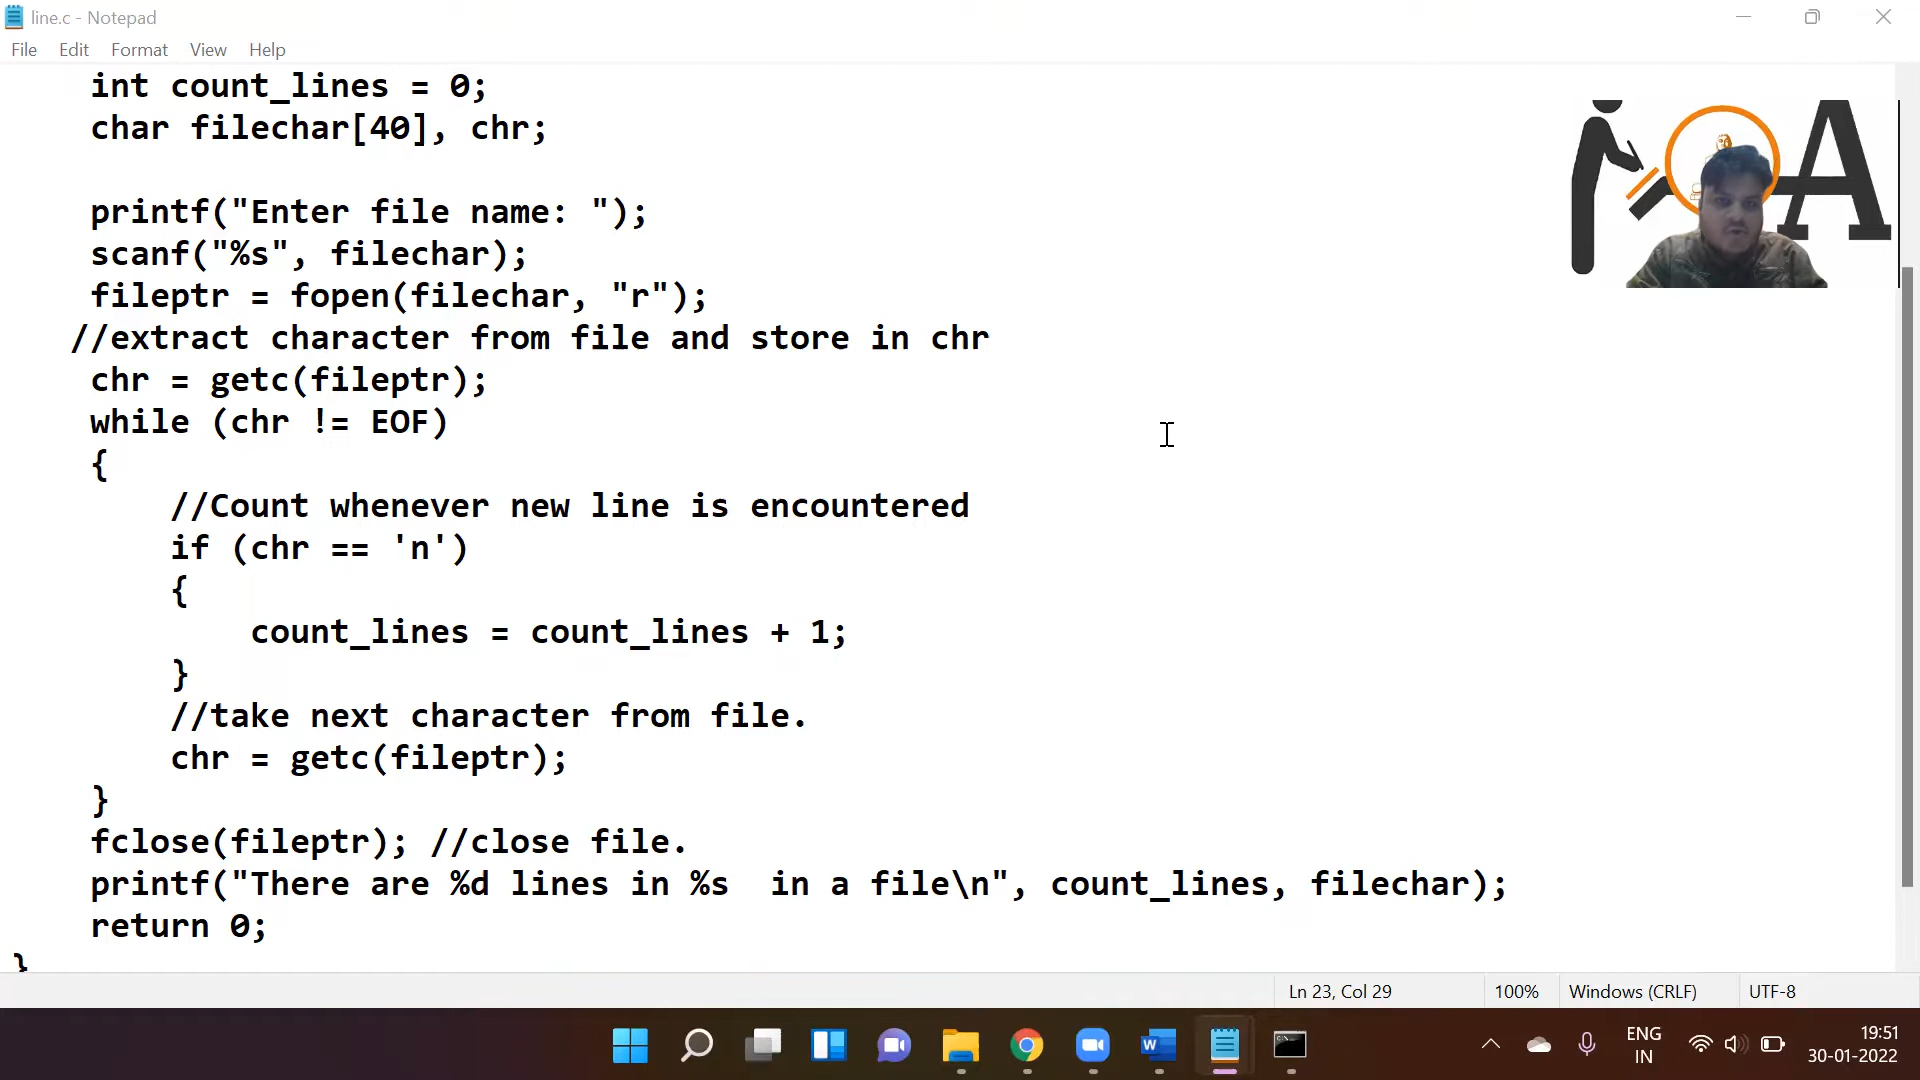 line.c - Notepad
File Edit Format View Help
int count_lines = 0;
char filechar[40], chr;
printf("Enter file name: ");
scanf("%s", filechar);
fileptr = fopen(filechar, "r");
//extract character from file and store in chr
chr = getc(fileptr);
while (chr != EOF)
{
//Count whenever new line is encountered
if (chr == 'n')
{
count_lines = count_lines + 1;
}
//take next character from file.
chr = getc(fileptr);
}
fclose(fileptr); //close file.
printf("There are %d lines in %s  in a file\n", count_lines, filechar);
return 0;
}
A
Ln 23, Col 29 100% Windows (CRLF) UTF-8
ENG
IN
19:51
30-01-2022